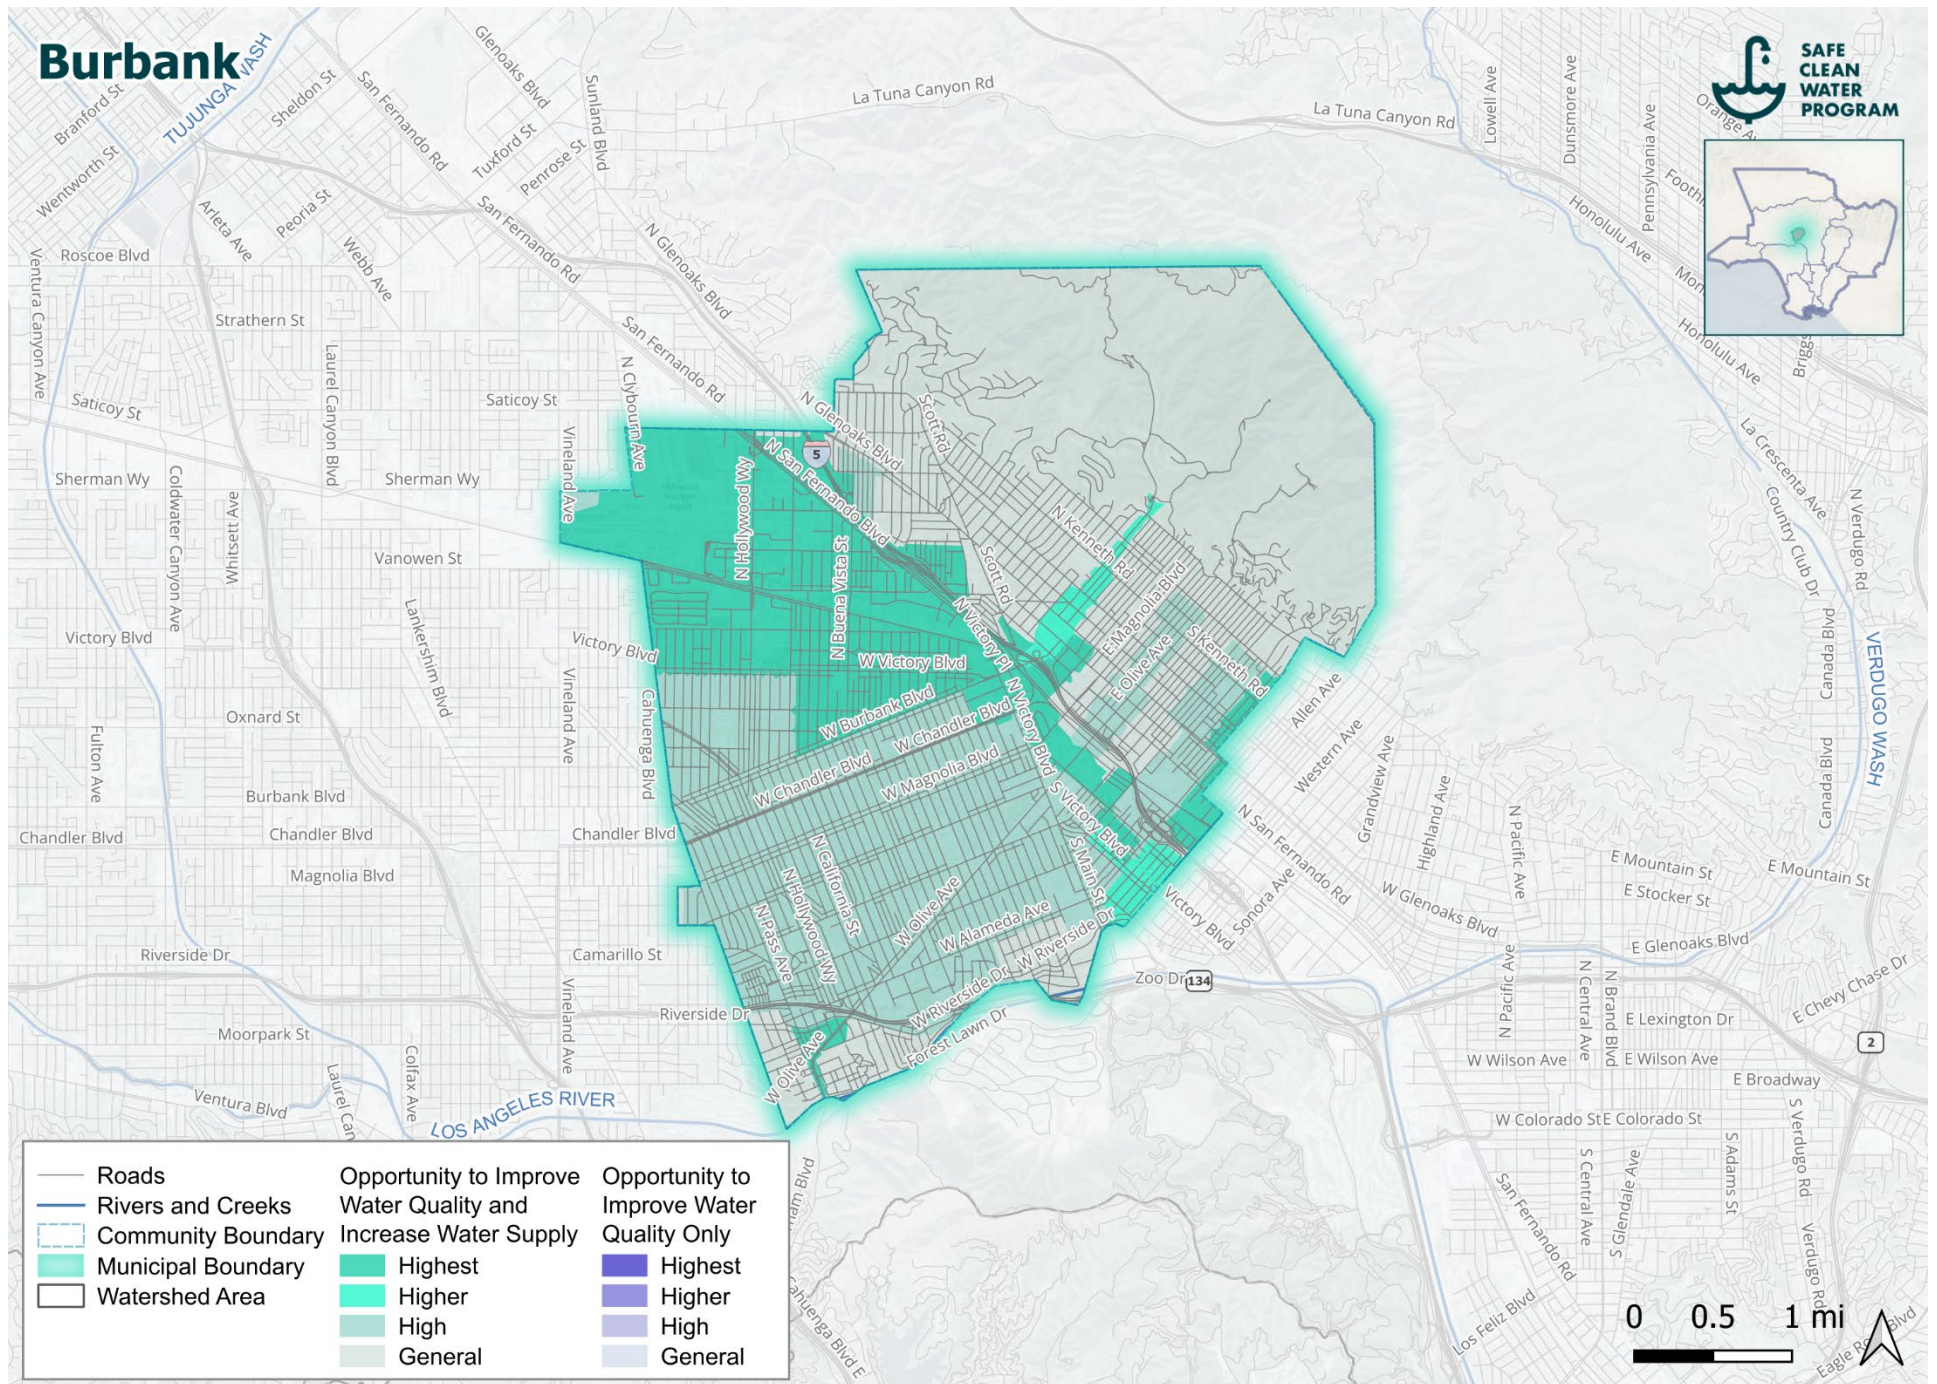 Burbank
SAFE
CLEAN
WATER
PROGRAM
TUJUNGA WASH
Branford St
Sheldon St
San Fernando Rd
Glenoaks Blvd
Sunland Blvd
La Tuna Canyon Rd
La Tuna Canyon Rd
Lowell Ave
Dunsmore Ave
Pennsylvania Ave
Wentworth St
Tuxford St
Penrose St
Arleta Ave
Peoria St
Webb Ave
San Fernando Rd
N Glenoaks Blvd
Honolulu Ave
Roscoe Blvd
Ventura Canyon Ave
Strathern St
Laurel Canyon Blvd
San Fernando Rd
N Clybourn Ave
Honolulu Ave
Saticoy St
Saticoy St
N Glenoaks Blvd
Scott Rd
La Crescenta Ave
Vineland Ave
5
Sherman Wy
Sherman Wy
Coldwater Canyon Ave
Whitsett Ave
N Hollywood Wy
N San Fernando Blvd
N Kenneth Rd
Country Club Dr
N Verdugo Rd
Vanowen St
N Buena Vista St
Scott Rd
E Magnolia Blvd
Lankershim Blvd
Victory Blvd
Victory Blvd
N Victory Pl
W Victory Blvd
E Olive Ave
S Kenneth Rd
Canada Blvd
VERDUGO WASH
Oxnard St
Vineland Ave
Cahuenga Blvd
W Burbank Blvd
W Chandler Blvd
N Victory Blvd
Allen Ave
Western Ave
Grandview Ave
Highland Ave
Fulton Ave
Burbank Blvd
W Chandler Blvd
W Magnolia Blvd
S Victory Blvd
N San Fernando Rd
N Pacific Ave
Canada Blvd
Chandler Blvd
Chandler Blvd
Chandler Blvd
Magnolia Blvd
N California St
N Hollywood Wy
N Pass Ave
W Olive Ave
W Alameda Ave
S Main St
Victory Blvd
Sonora Ave
W Glenoaks Blvd
E Mountain St
E Mountain St
E Stocker St
E Glenoaks Blvd
Riverside Dr
Camarillo St
W Riverside Dr
W Riverside Dr
Zoo Dr
134
N Pacific Ave
N Central Ave
N Brand Blvd
E Chevy Chase Dr
Vineland Ave
Riverside Dr
Forest Lawn Dr
E Lexington Dr
Moorpark St
Colfax Ave
W Olive Ave
W Wilson Ave
E Wilson Ave
2
E Broadway
Ventura Blvd
Laurel Can
LOS ANGELES RIVER
W Colorado St
E Colorado St
S Central Ave
S Glendale Ave
S Adams St
S Verdugo Rd
San Fernando Rd
Verdugo Rd
Cahuenga Blvd E
Los Feliz Blvd
Roads
Rivers and Creeks
Community Boundary
Municipal Boundary
Watershed Area
Opportunity to Improve
Water Quality and
Increase Water Supply
Highest
Higher
High
General
Opportunity to
Improve Water
Quality Only
Highest
Higher
High
General
0 0.5 1 mi